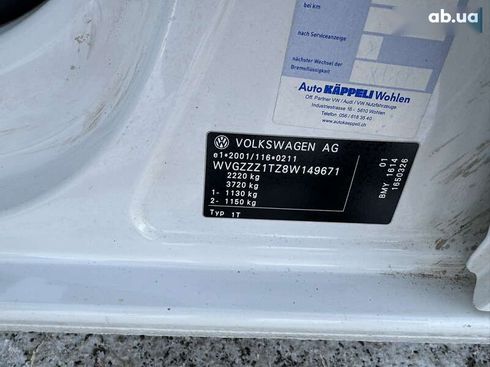 ab.ua
bei km
nach Serviceanzeige
nächster Wechsel der
Bremsflüssigkeit
Auto KÄPPELI Wohlen
Off. Partner VW / Audi / VW Nutzfahrzeuge
Industriestrasse 18 - 5610 Wohlen
Telefon 056 / 618 35 40
www.autokaeppeli.ch
VOLKSWAGEN AG
e1*2001/116*0211
WVGZZZ1TZ8W149671
2220 kg
3720 kg
1- 1130 kg
2- 1150 kg
Typ 1T
01
BMY 1614
1650326